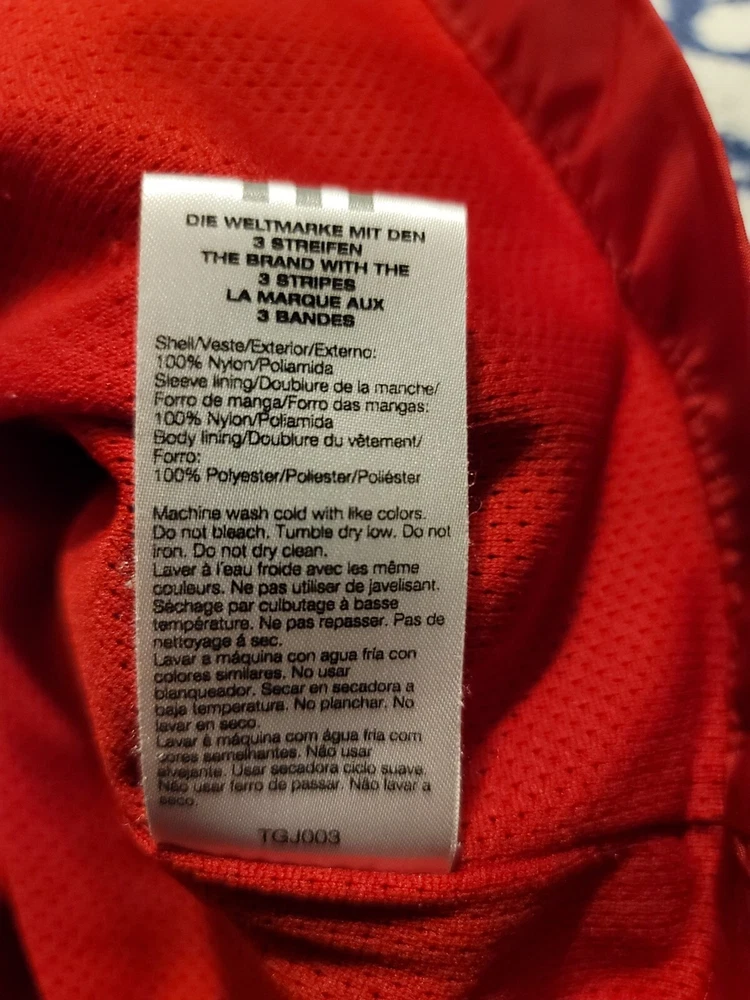 DIE WELTMARKE MIT DEN
3 STREIFEN
THE BRAND WITH THE
3 STRIPES
LA MARQUE AUX
3 BANDES
Shell/Veste/Exterior/Externo:
100% Nylon/Poliamida
Sleeve lining/Doublure de la manche/
Forro de manga/Forro das mangas:
100% Nylon/Poliamida
Body lining/Doublure du vêtement/
Forro:
100% Polyester/Poliester/Poliéster
Machine wash cold with like colors.
Do not bleach. Tumble dry low. Do not
iron. Do not dry clean.
Laver à l'eau froide avec les même
couleurs. Ne pas utiliser de javelisant.
Séchage par culbutage à basse
température. Ne pas repasser. Pas de
nettoyage á sec.
Lavar a máquina con agua fría con
colores similares. No usar
blanqueador. Secar en secadora a
baja temperatura. No planchar. No
lavar en seco.
Lavar à máquina com água fria com
cores semelhantes. Não usar
alvejante. Usar secadora ciclo suave.
Não usar ferro de passar. Não lavar a
seco.
TGJ003